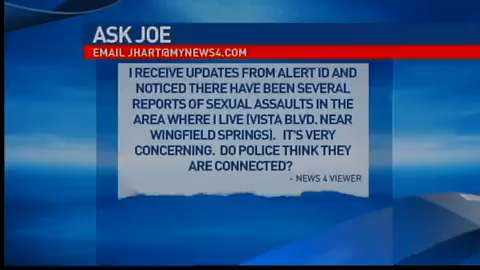 ASK JOE
EMAIL JHART@MYNEWS4.COM
I RECEIVE UPDATES FROM ALERT ID AND
NOTICED THERE HAVE BEEN SEVERAL
REPORTS OF SEXUAL ASSAULTS IN THE
AREA WHERE I LIVE (VISTA BLVD. NEAR
WINGFIELD SPRINGS). IT'S VERY
CONCERNING. DO POLICE THINK THEY
ARE CONNECTED?
- NEWS 4 VIEWER